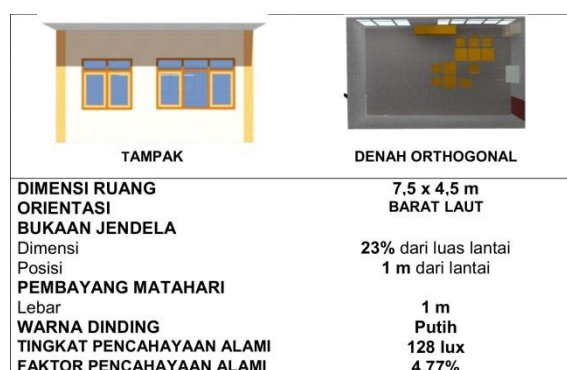 TAMPAK DENAH ORTHOGONAL
DIMENSI RUANG 7,5 x 4,5 m
ORIENTASI BARAT LAUT
BUKAAN JENDELA
Dimensi 23% dari luas lantai
Posisi 1 m dari lantai
PEMBAYANG MATAHARI
Lebar 1 m
WARNA DINDING Putih
TINGKAT PENCAHAYAAN ALAMI 128 lux
FAKTOR PENCAHAYAAN ALAMI 4,77%